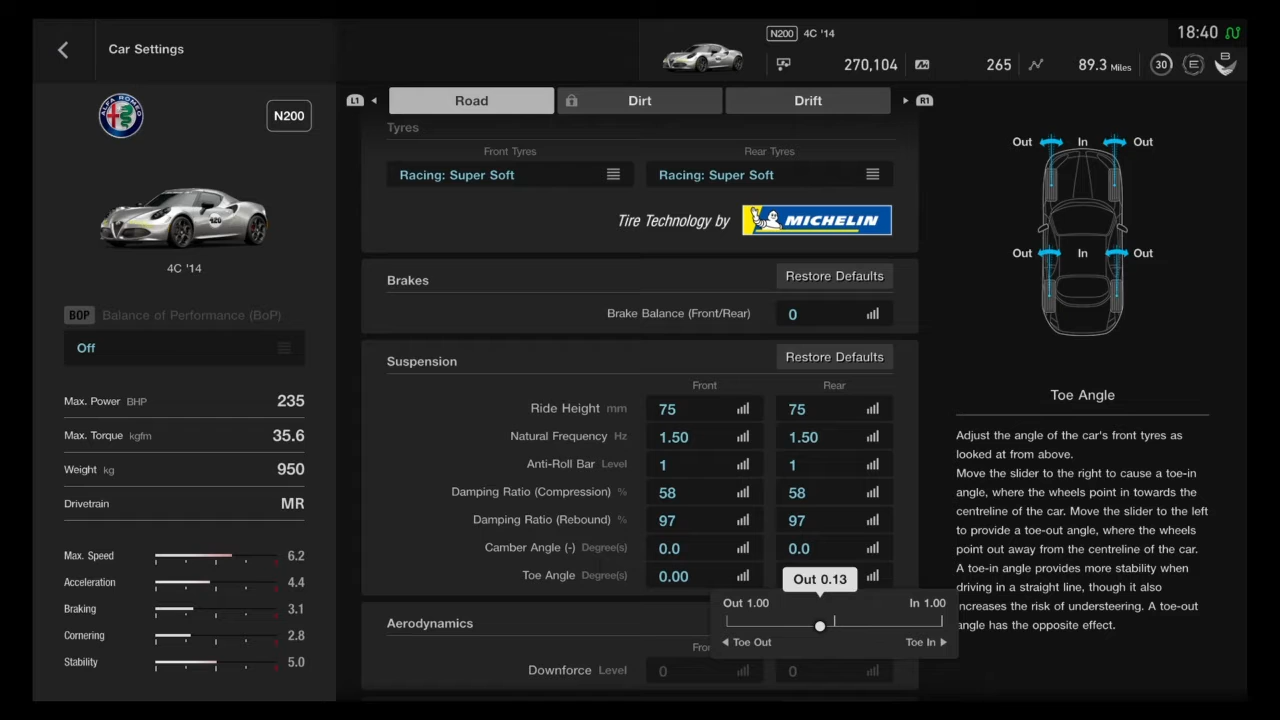 Car Settings
N200 4C '14
18:40
270,104
265
89.3 Miles
30
E
B
L1
Road
Dirt
Drift
R1
ALFA ROMEO
N200
420
4C '14
BOP Balance of Performance (BoP)
Off
Max. Power BHP 235
Max. Torque kgfm 35.6
Weight kg 950
Drivetrain MR
Max. Speed 6.2
Acceleration 4.4
Braking 3.1
Cornering 2.8
Stability 5.0
Tyres
Front Tyres Rear Tyres
Racing: Super Soft Racing: Super Soft
Tire Technology by MICHELIN
Brakes Restore Defaults
Brake Balance (Front/Rear) 0
Suspension Restore Defaults
Front Rear
Ride Height mm 75 75
Natural Frequency Hz 1.50 1.50
Anti-Roll Bar Level 1 1
Damping Ratio (Compression) % 58 58
Damping Ratio (Rebound) % 97 97
Camber Angle (-) Degree(s) 0.0 0.0
Toe Angle Degree(s) 0.00
Out 0.13
Out 1.00 In 1.00
Toe Out Toe In
Aerodynamics
Downforce Level 0 0
Out In Out
Out In Out
Toe Angle
Adjust the angle of the car's front tyres as
looked at from above.
Move the slider to the right to cause a toe-in
angle, where the wheels point in towards the
centreline of the car. Move the slider to the left
to provide a toe-out angle, where the wheels
point out away from the centreline of the car.
A toe-in angle provides more stability when
driving in a straight line, though it also
increases the risk of understeering. A toe-out
angle has the opposite effect.